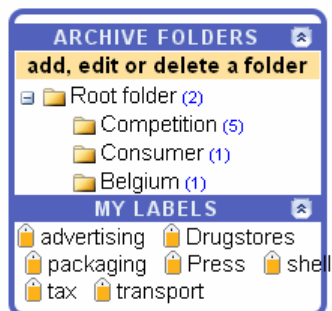 ARCHIVE FOLDERS
add, edit or delete a folder
Root folder (2)
Competition (5)
Consumer (1)
Belgium (1)
MY LABELS
advertising Drugstores
packaging Press shell
tax transport